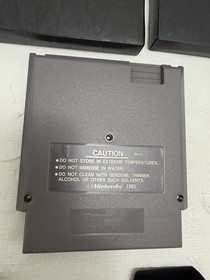 CAUTION
●DO NOT STORE IN EXTREME TEMPERATURES.
●DO NOT IMMERSE IN WATER!
●DO NOT CLEAN WITH BENZENE, THINNER,
ALCOHOL OR OTHER SUCH SOLVENTS.
Nintendo 1985